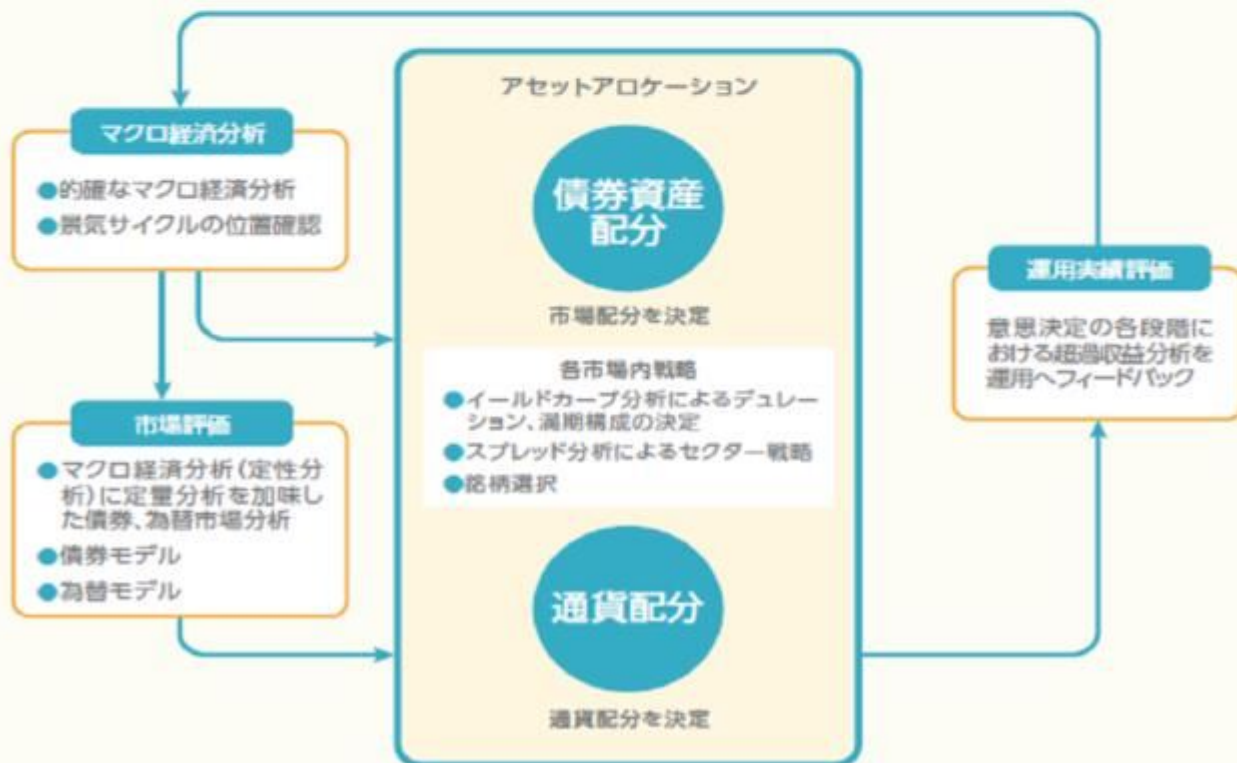 アセットアロケーション
マクロ経済分析
●的確なマクロ経済分析
●景気サイクルの位置確認
市場評価
●マクロ経済分析(定性分
析)に定量分析を加味し
た債券、為替市場分析
●債券モデル
●為替モデル
債券資産
配分
市場配分を決定
各市場内戦略
●イールドカーブ分析によるデュレー
ション、満期構成の決定
●スプレッド分析によるセクター戦略
●銘柄選択
通貨配分
通貨配分を決定
運用実績評価
意思決定の各段階に
おける超過収益分析を
運用へフィードバック